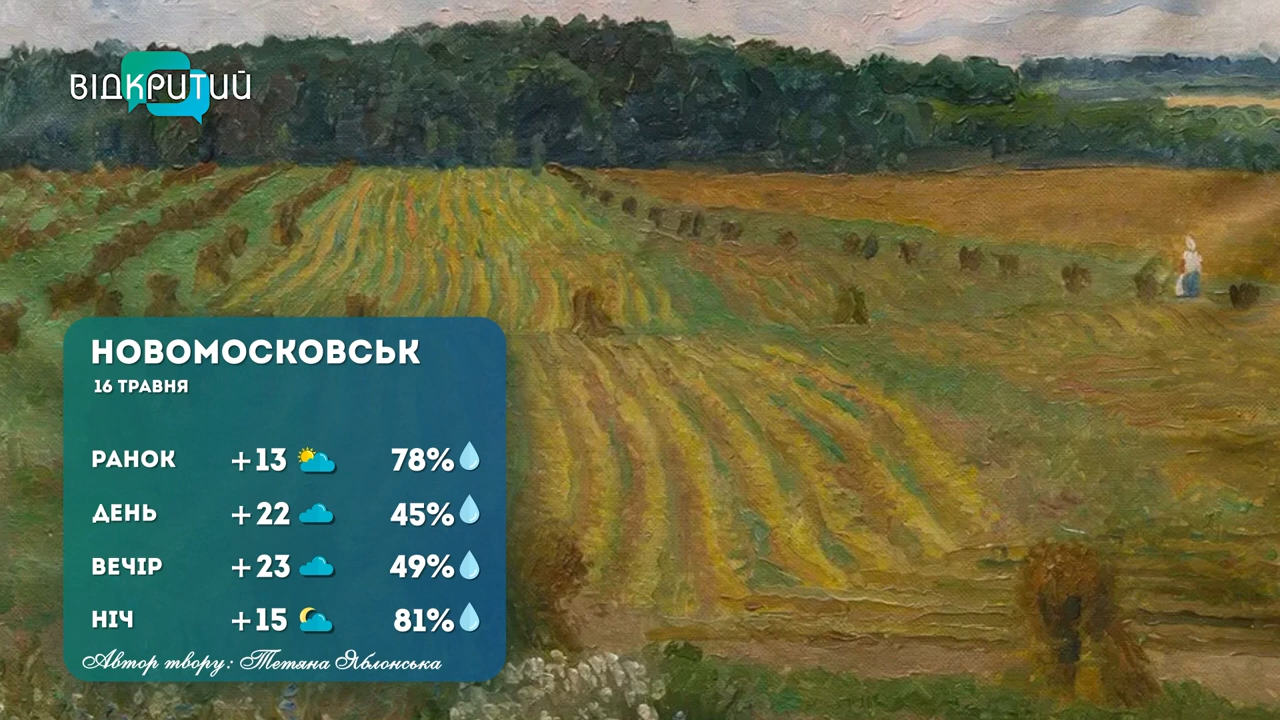 ВІДКРИТИЙ
НОВОМОСКОВСЬК
16 ТРАВНЯ
РАНОК +13 78%
ДЕНЬ +22 45%
ВЕЧІР +23 49%
НІЧ +15 81%
Автор твору: Тетяна Яблонська